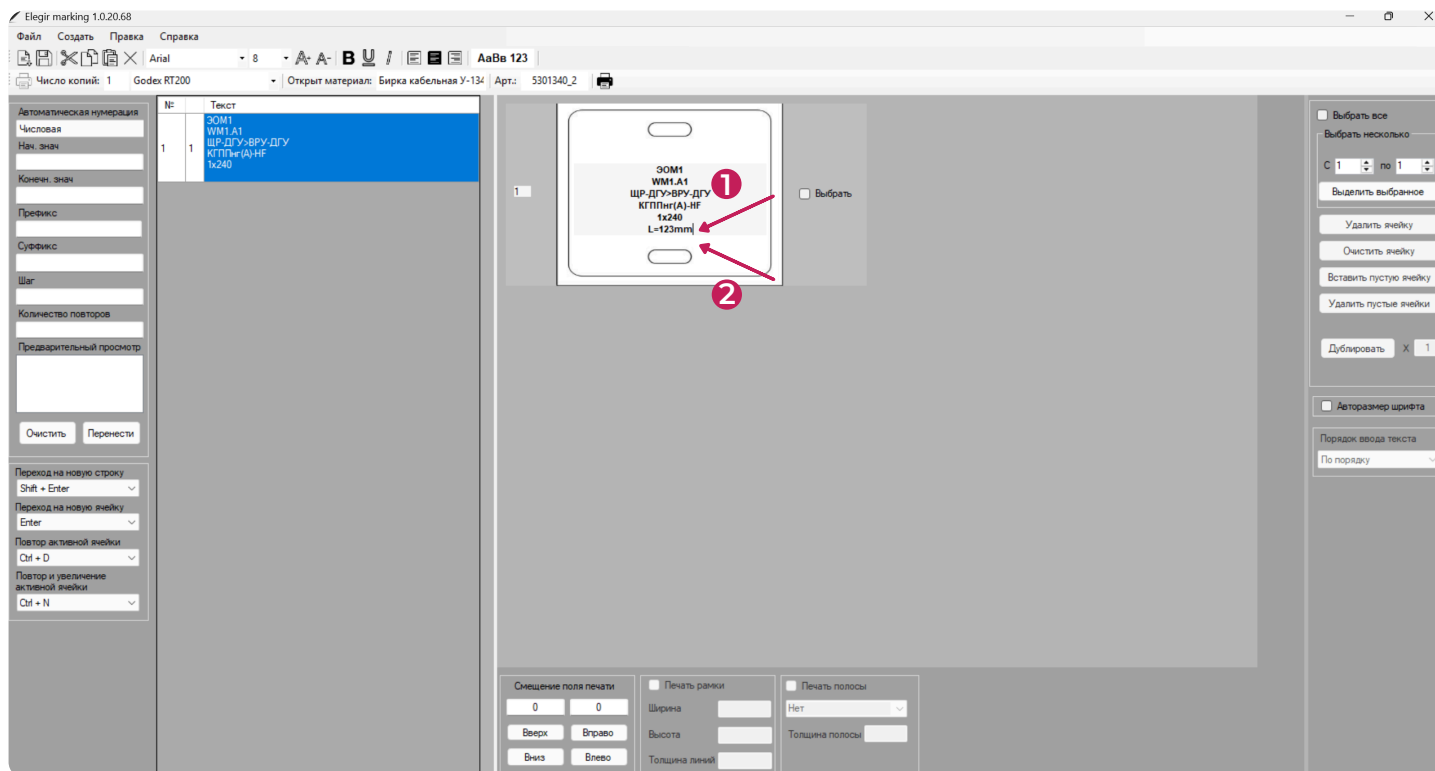 Elegir marking 1.0.20.68
Файл Создать Правка Справка
Arial 8 A+ A- B U I AaBв 123
Число копий: 1 Godex RT200 Открыт материал: Бирка кабельная У-134 Арт.: 5301340_2
Автоматическая нумерация
Числовая
Нач. знач
Конечн. знач
Префикс
Суффикс
Шаг
Количество повторов
Предварительный просмотр
Очистить Перенести
Переход на новую строку
Shift + Enter
Переход на новую ячейку
Enter
Повтор активной ячейки
Ctrl + D
Повтор и увеличение
активной ячейки
Ctrl + N
№ Текст
1 1
ЭОМ1
WM1.A1
ЩР-ДГУ>ВРУ-ДГУ
КГППнг(А)-HF
1x240
1
ЭОМ1
WM1.A1
ЩР-ДГУ>ВРУ-ДГУ
КГППнг(А)-HF
1x240
L=123mm
1
2
Выбрать
Смещение поля печати
0 0
Вверх Вправо
Вниз Влево
Печать рамки
Ширина
Высота
Толщина линий
Печать полосы
Нет
Толщина полосы
Выбрать все
Выбрать несколько
С 1 по 1
Выделить выбранное
Удалить ячейку
Очистить ячейку
Вставить пустую ячейку
Удалить пустые ячейки
Дублировать X 1
Авторазмер шрифта
Порядок ввода текста
По порядку